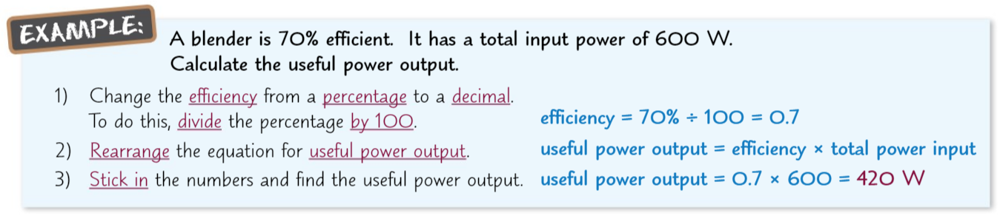 EXAMPLE:
A blender is 70% efficient. It has a total input power of 600 W.
Calculate the useful power output.
1) Change the efficiency from a percentage to a decimal.
To do this, divide the percentage by 100.
efficiency = 70% ÷ 100 = 0.7
2) Rearrange the equation for useful power output.
useful power output = efficiency × total power input
3) Stick in the numbers and find the useful power output.
useful power output = 0.7 × 600 = 420 W